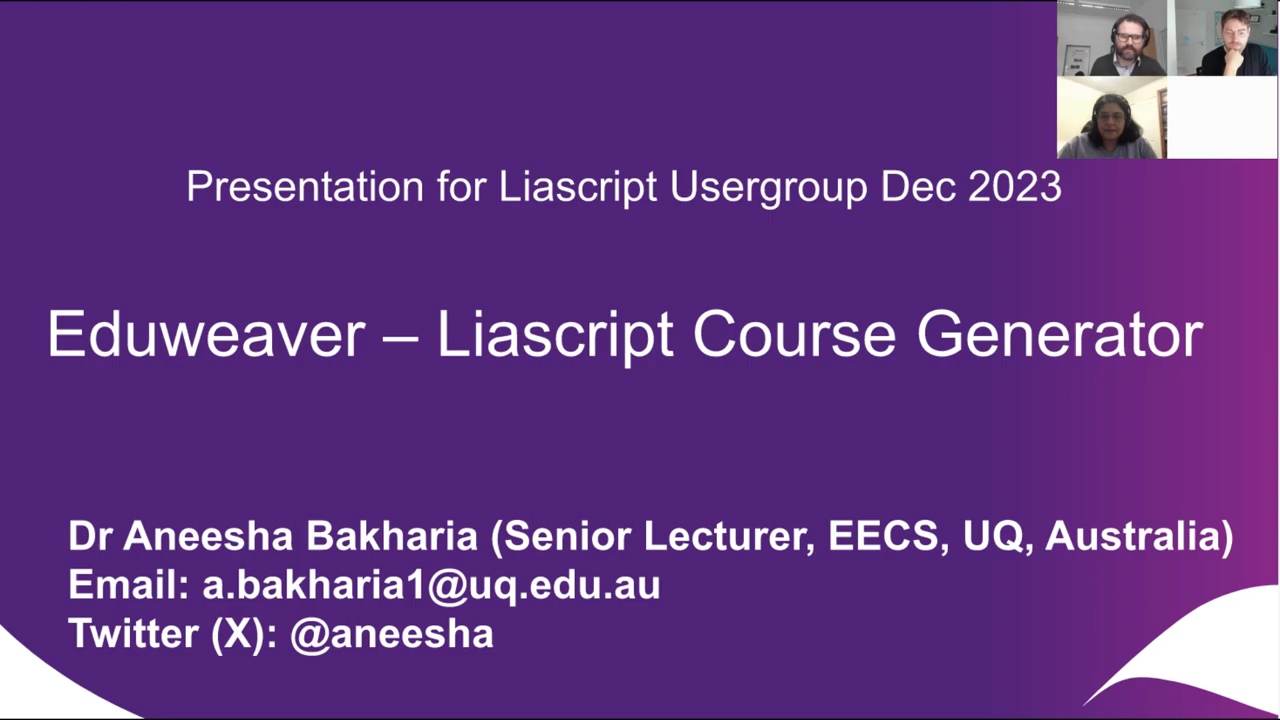 Presentation for Liascript Usergroup Dec 2023
Eduweaver – Liascript Course Generator
Dr Aneesha Bakharia (Senior Lecturer, EECS, UQ, Australia)
Email: a.bakharia1@uq.edu.au
Twitter (X): @aneesha